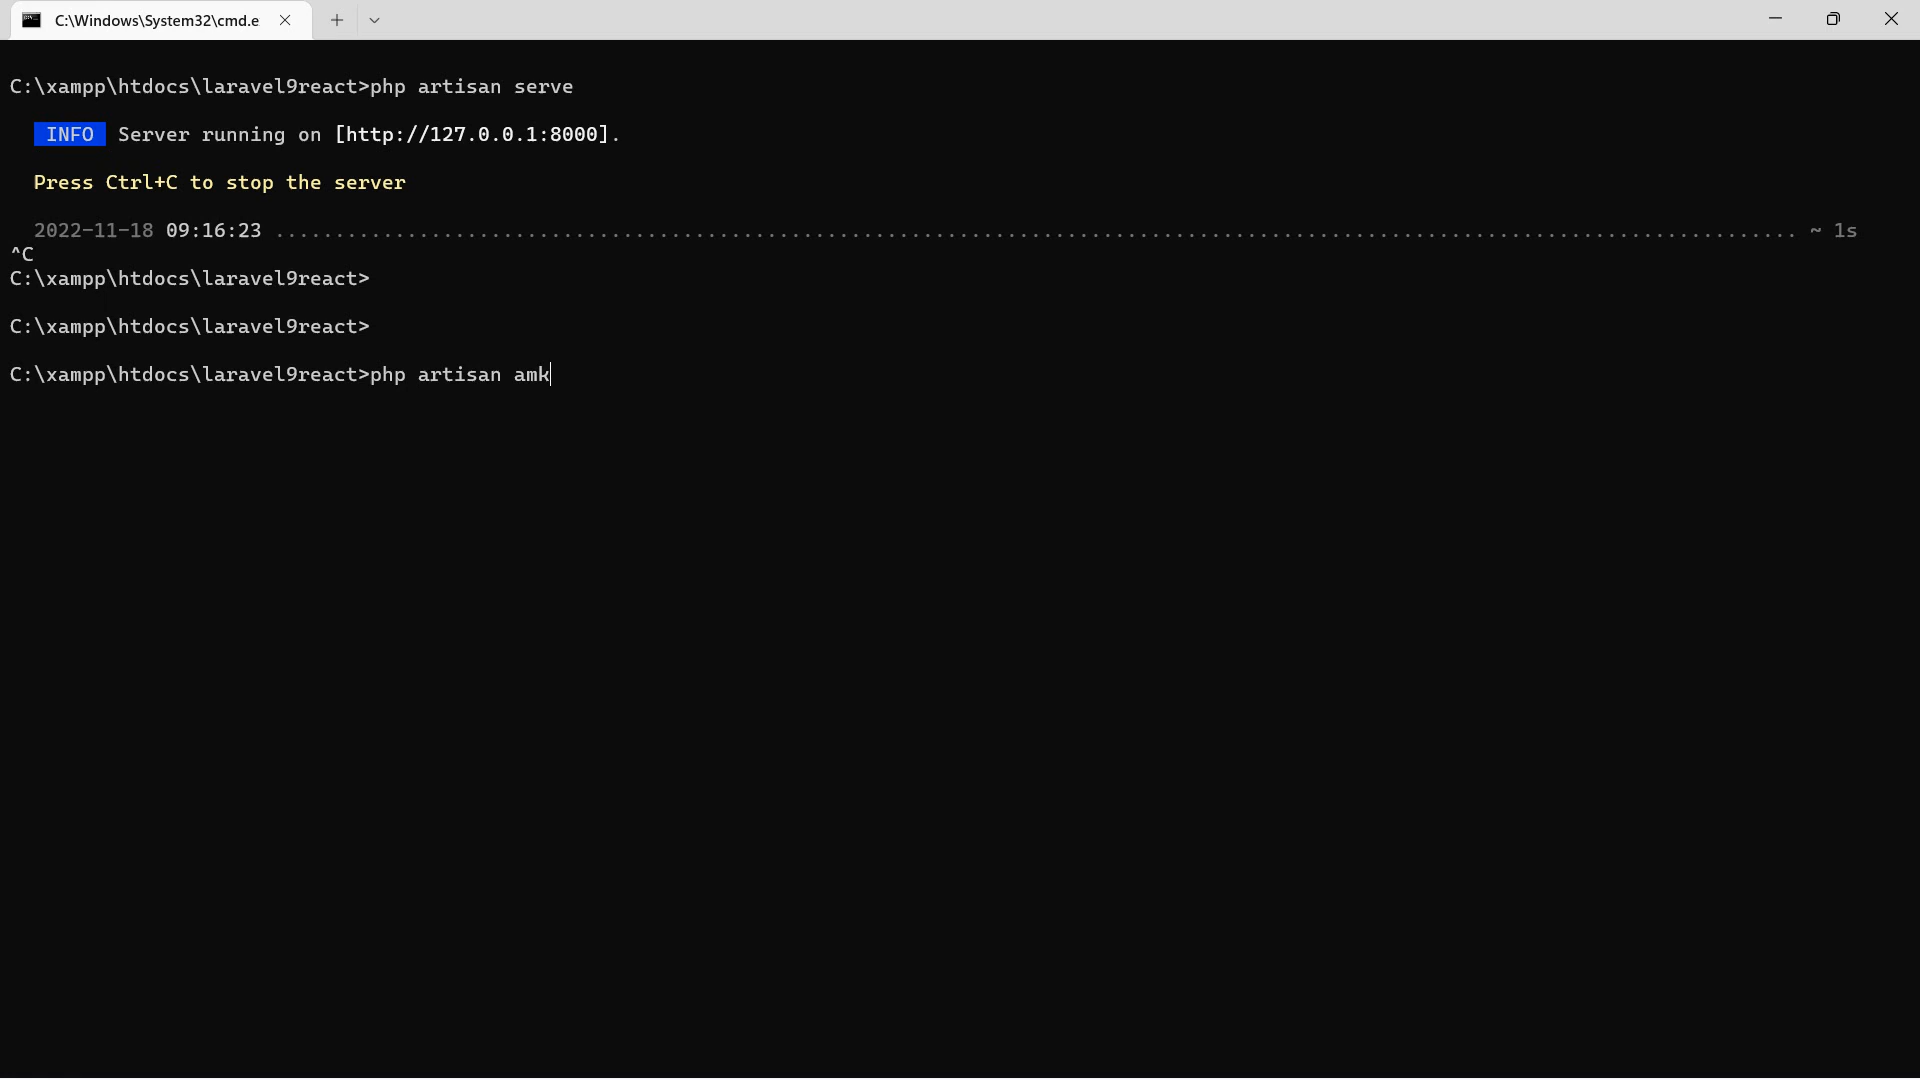 C:\Windows\System32\cmd.e
C:\xampp\htdocs\laravel9react>php artisan serve
INFO Server running on [http://127.0.0.1:8000].
Press Ctrl+C to stop the server
2022-11-18 09:16:23 ............................................................................................................................... ~ 1s
^C
C:\xampp\htdocs\laravel9react>
C:\xampp\htdocs\laravel9react>
C:\xampp\htdocs\laravel9react>php artisan amk